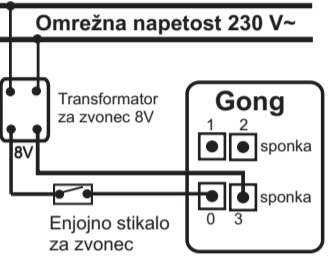 Omrežna napetost 230 V~
Transformator
za zvonec 8V
8V
Gong
1 2
sponka
sponka
0 3
Enjojno stikalo
za zvonec